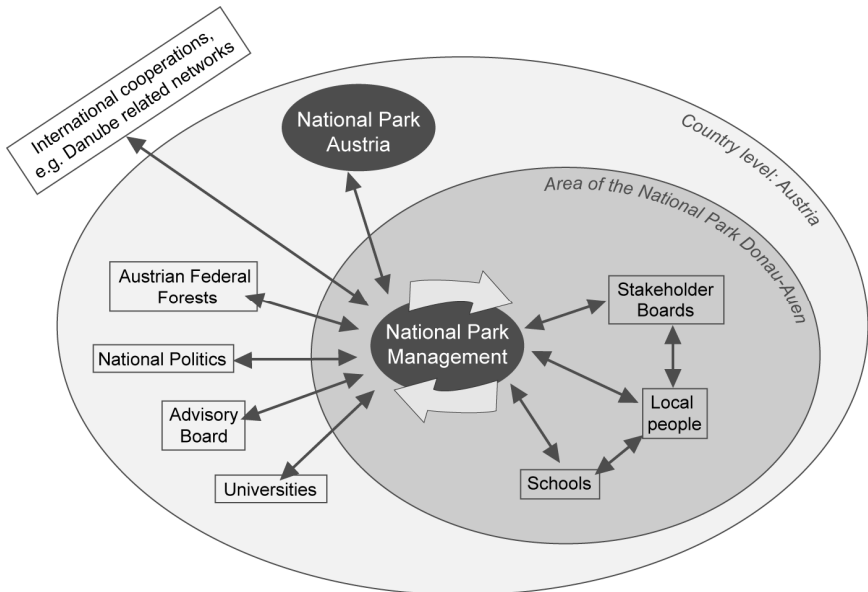 International cooperations,
e.g. Danube related networks
National Park
Austria
Country level: Austria
Area of the National Park Donau-Auen
Austrian Federal
Forests
National Politics
Advisory
Board
Universities
National Park
Management
Stakeholder
Boards
Local
people
Schools